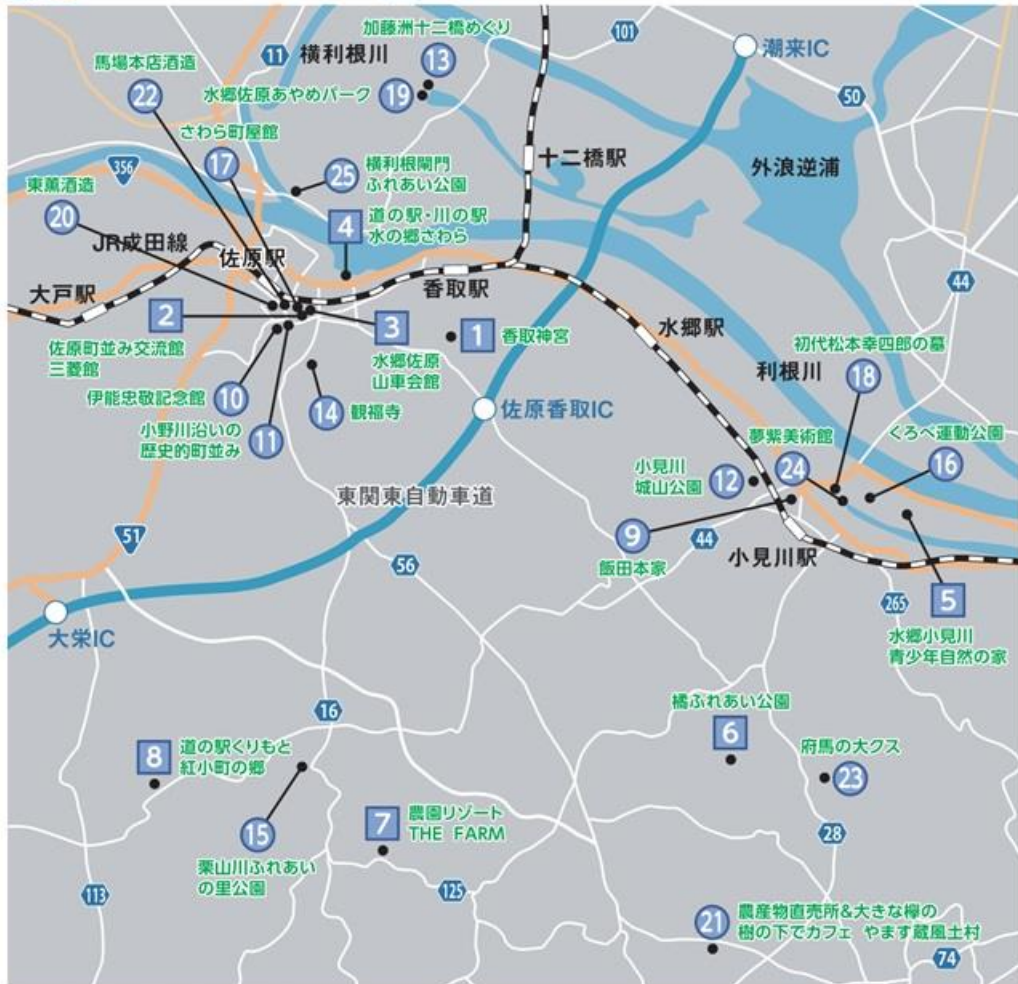 加藤洲十二橋めぐり
101
潮来IC
11
横利根川
13
馬場本店酒造
22
水郷佐原あやめパーク
19
50
さわら町屋館
17
十二橋駅
外浪逆浦
356
25
横利根閘門
ふれあい公園
東薫酒造
20
4
道の駅・川の駅
水の郷さわら
JR成田線
佐原駅
44
大戸駅
香取駅
2
3
1
香取神宮
水郷駅
佐原町並み交流館
三菱館
水郷佐原
山車会館
初代松本幸四郎の墓
利根川
18
伊能忠敬記念館
10
14
観福寺
佐原香取IC
小野川沿いの
歴史的町並み
11
夢紫美術館
24
くろべ運動公園
16
小見川
城山公園
12
東関東自動車道
51
9
飯田本家
44
小見川駅
56
265
5
大栄IC
水郷小見川
青少年自然の家
16
橘ふれあい公園
6
8
道の駅くりもと
紅小町の郷
府馬の大クス
23
7
農園リゾート
THE FARM
15
栗山川ふれあい
の里公園
28
113
125
21
農産物直売所&大きな欅の
樹の下でカフェ やます蔵風土村
74